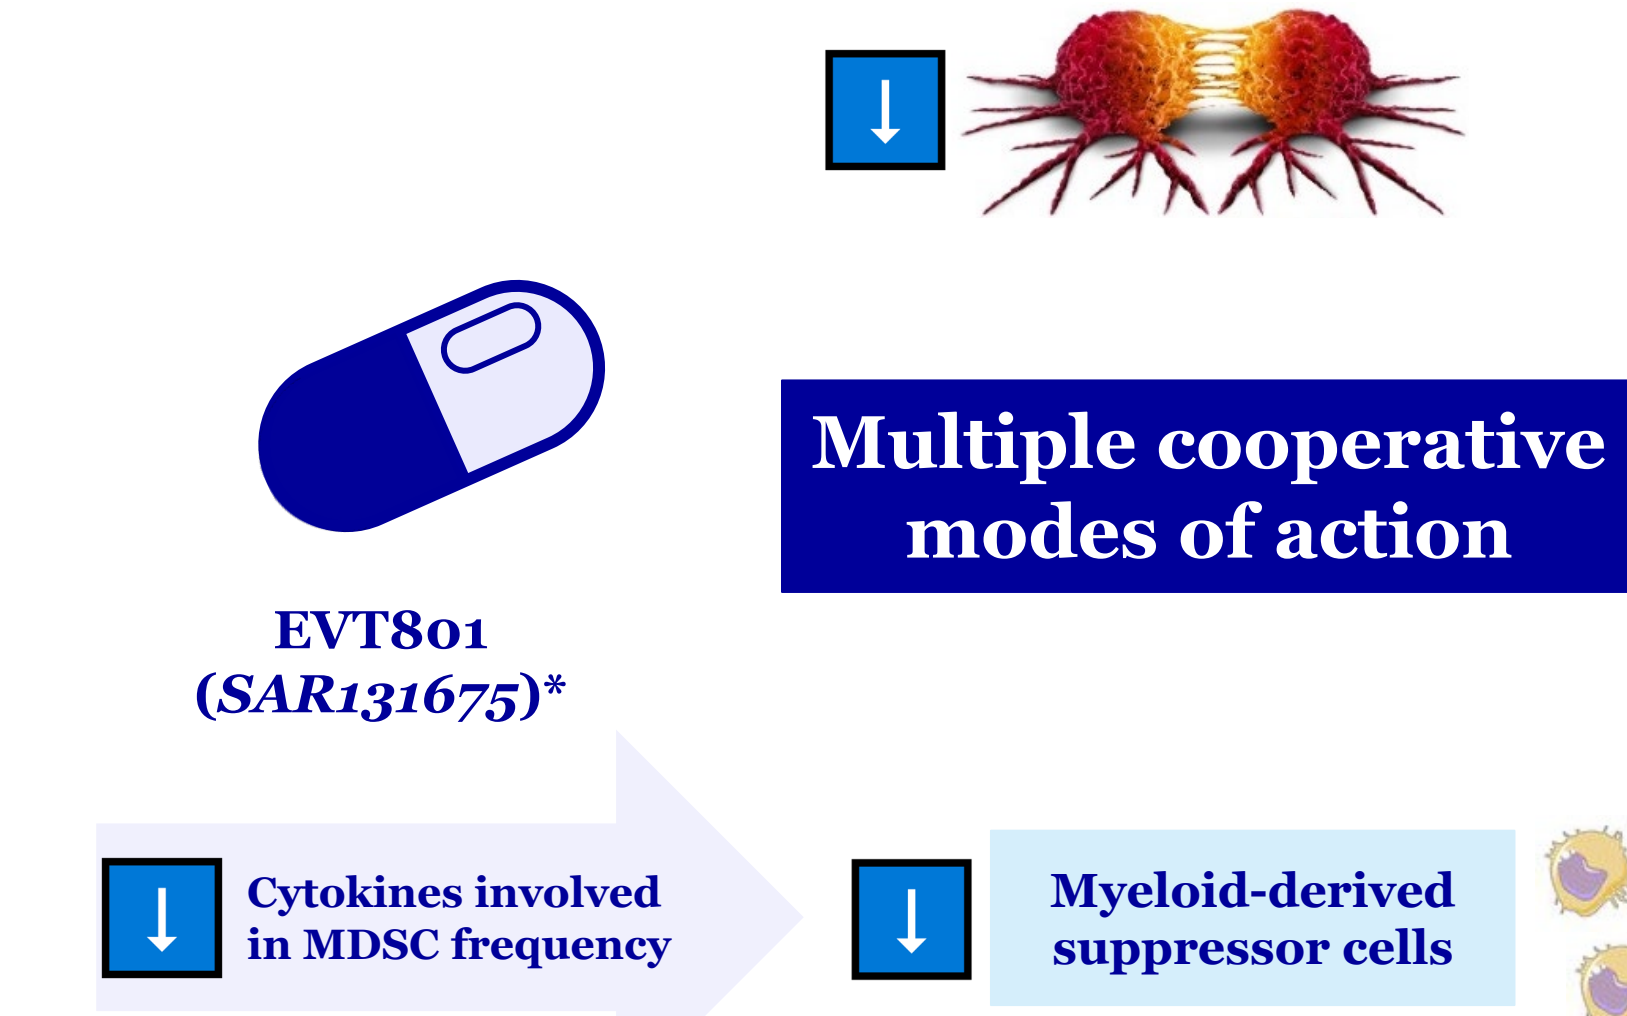 Multiple cooperative
modes of action
EVT801
(SAR131675)*
↓ Cytokines involved
in MDSC frequency
↓ Myeloid-derived
suppressor cells